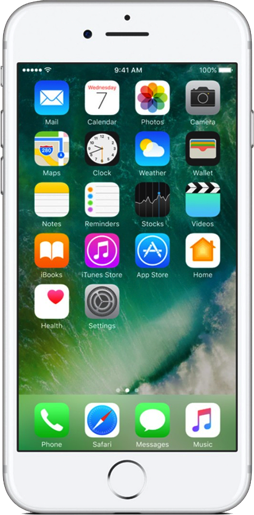 9:41 AM 100%
Wednesday
7
Mail Calendar Photos Camera
280
Maps Clock Weather Wallet
Notes Reminders Stocks Videos
iBooks iTunes Store App Store Home
Health Settings
Phone Safari Messages Music